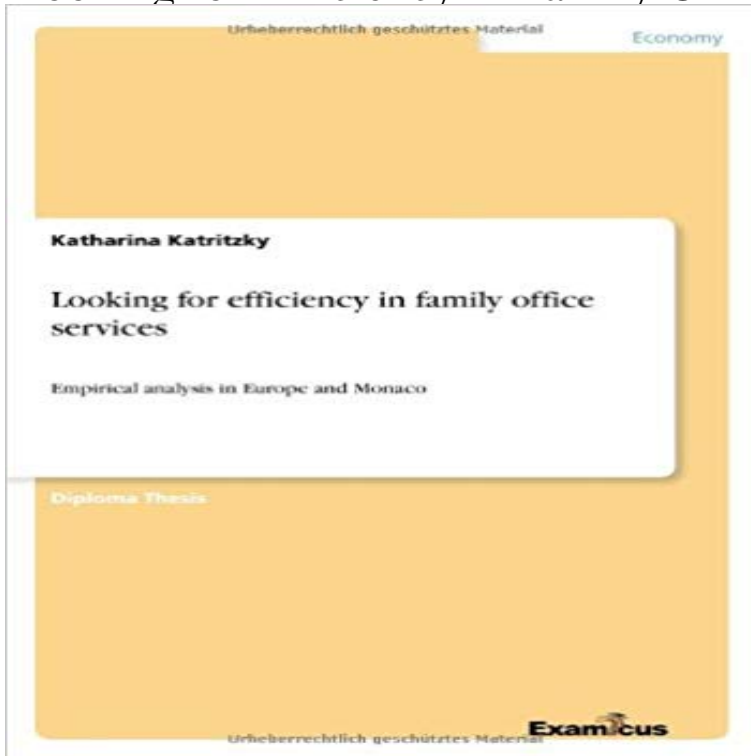 Urheberrechtlich geschütztes Material
Economy
Katharina Katritzky
Looking for efficiency in family office
services
Empirical analysis in Europe and Monaco
Diploma Thesis
Examicus
Urheberrechtlich geschütztes Material